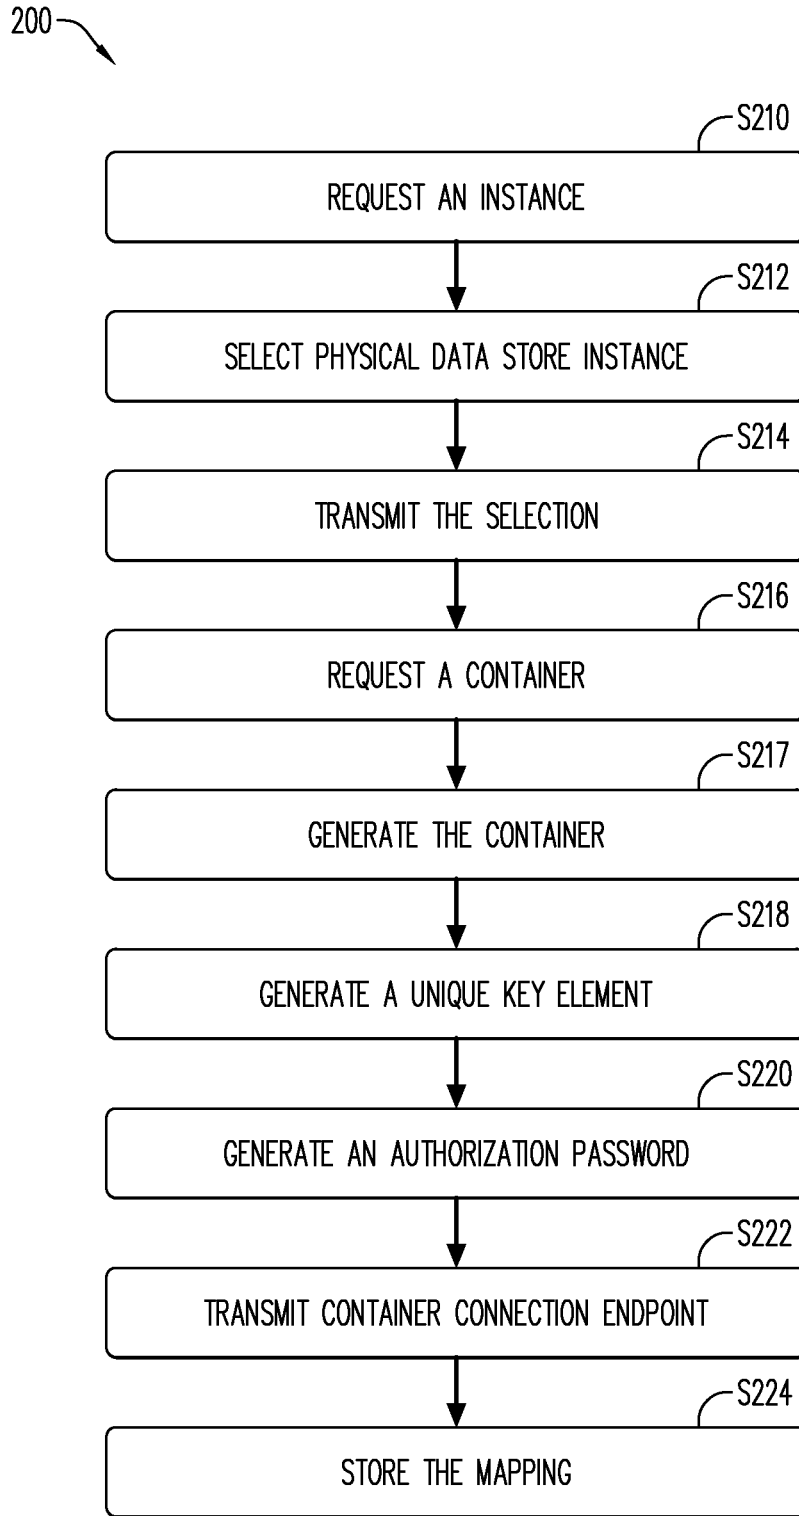 200
S210
REQUEST AN INSTANCE
S212
SELECT PHYSICAL DATA STORE INSTANCE
S214
TRANSMIT THE SELECTION
S216
REQUEST A CONTAINER
S217
GENERATE THE CONTAINER
S218
GENERATE A UNIQUE KEY ELEMENT
S220
GENERATE AN AUTHORIZATION PASSWORD
S222
TRANSMIT CONTAINER CONNECTION ENDPOINT
S224
STORE THE MAPPING